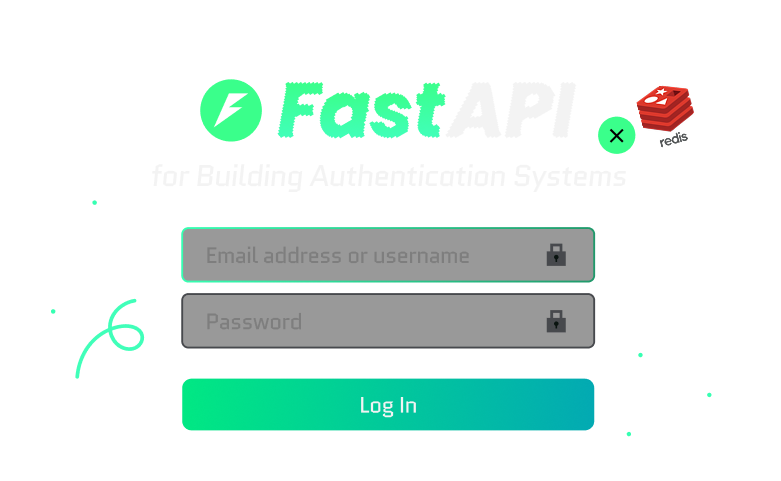 FastAPI
redis
for Building Authentication Systems
Email address or username
Password
Log In